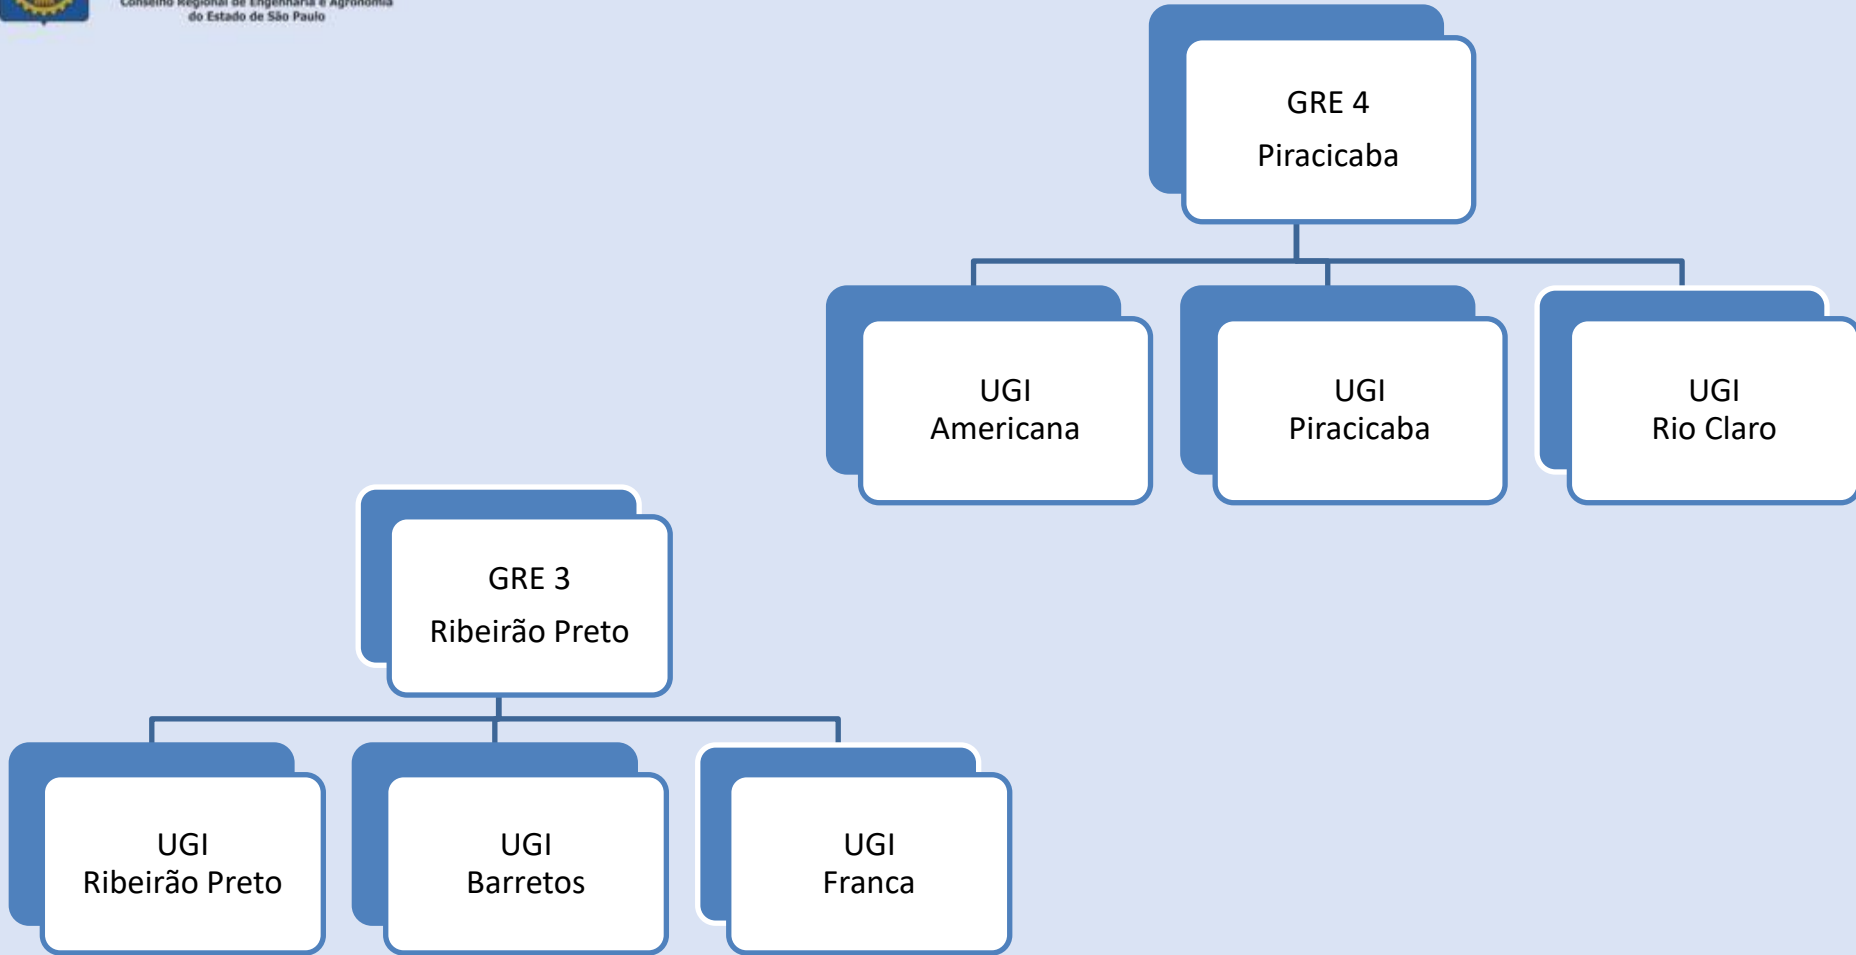 Conselho Regional de Engenharia e Agronomia
do Estado de São Paulo
GRE 4
Piracicaba
UGI
Americana
UGI
Piracicaba
UGI
Rio Claro
GRE 3
Ribeirão Preto
UGI
Ribeirão Preto
UGI
Barretos
UGI
Franca